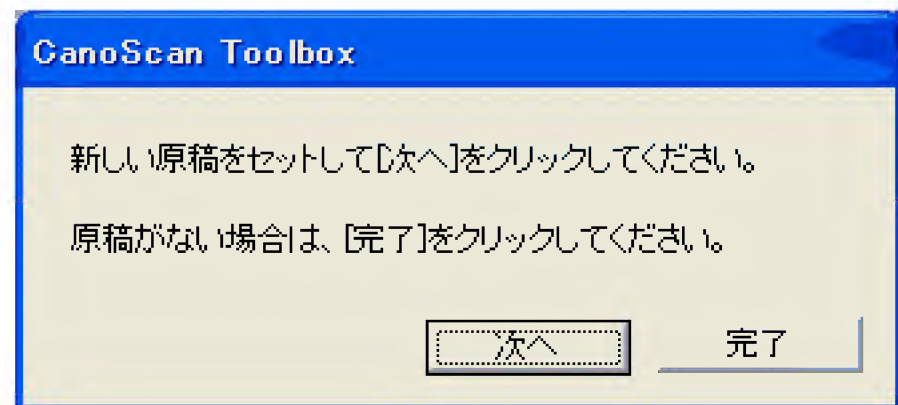 CanoScan Toolbox
新しい原稿をセットして[次へ]をクリックしてください。
原稿がない場合は、[完了]をクリックしてください。
次へ
完了